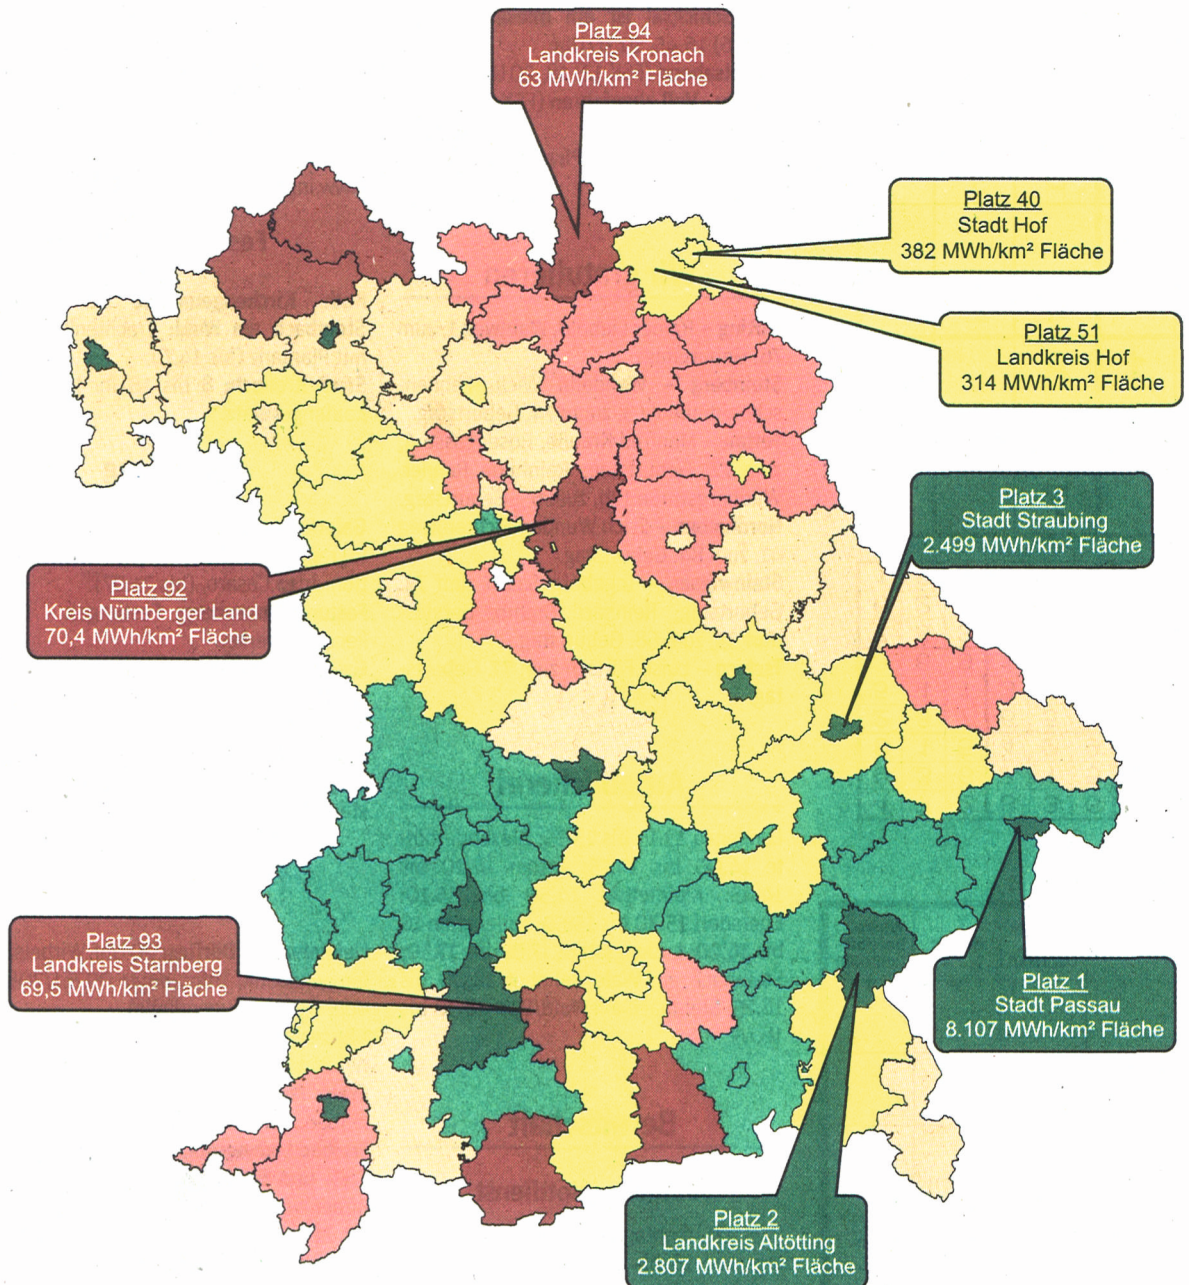 Platz 94
Landkreis Kronach
63 MWh/km² Fläche
Platz 40
Stadt Hof
382 MWh/km² Fläche
Platz 51
Landkreis Hof
314 MWh/km² Fläche
Platz 3
Stadt Straubing
2.499 MWh/km² Fläche
Platz 92
Kreis Nürnberger Land
70,4 MWh/km² Fläche
Platz 93
Landkreis Starnberg
69,5 MWh/km² Fläche
Platz 1
Stadt Passau
8.107 MWh/km² Fläche
Platz 2
Landkreis Altötting
2.807 MWh/km² Fläche